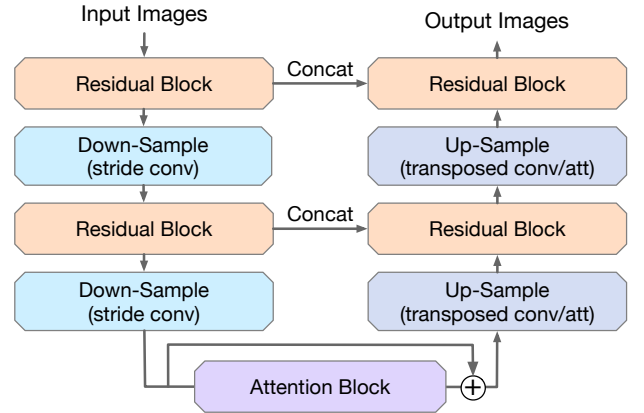 Input Images
Output Images
Residual Block
Concat
Residual Block
Down-Sample
(stride conv)
Up-Sample
(transposed conv/att)
Residual Block
Concat
Residual Block
Down-Sample
(stride conv)
Up-Sample
(transposed conv/att)
Attention Block